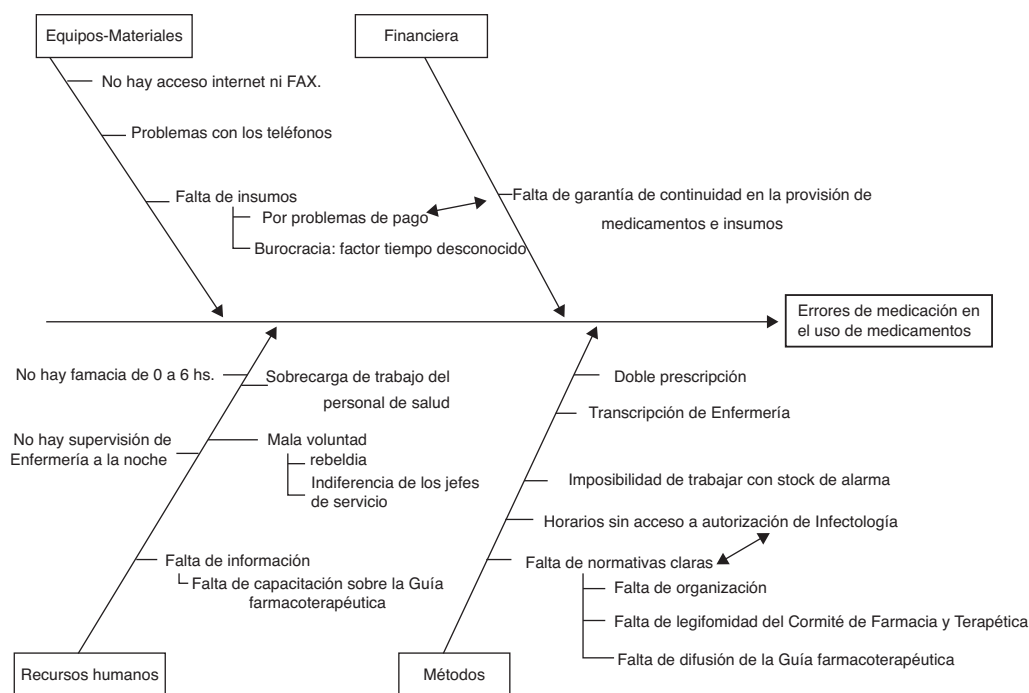 Equipos-Materiales
No hay acceso internet ni FAX.
Problemas con los teléfonos
Falta de insumos
Por problemas de pago
Burocracia: factor tiempo desconocido
Financiera
Falta de garantía de continuidad en la provisión de
medicamentos e insumos
Errores de medicación en
el uso de medicamentos
No hay famacia de 0 a 6 hs.
Sobrecarga de trabajo del
personal de salud
No hay supervisión de
Enfermería a la noche
Mala voluntad
rebeldia
Indiferencia de los jefes
de servicio
Falta de información
Falta de capacitación sobre la Guía
farmacoterapéutica
Recursos humanos
Doble prescripción
Transcripción de Enfermería
Imposibilidad de trabajar con stock de alarma
Horarios sin acceso a autorización de Infectología
Falta de normativas claras
Falta de organización
Falta de legifomidad del Cormité de Farmacia y Terapética
Falta de difusión de la Guía farmacoterapéutica
Métodos